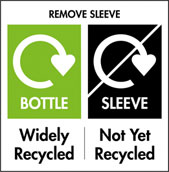 REMOVE SLEEVE
BOTTLE
SLEEVE
Widely
Recycled
Not Yet
Recycled